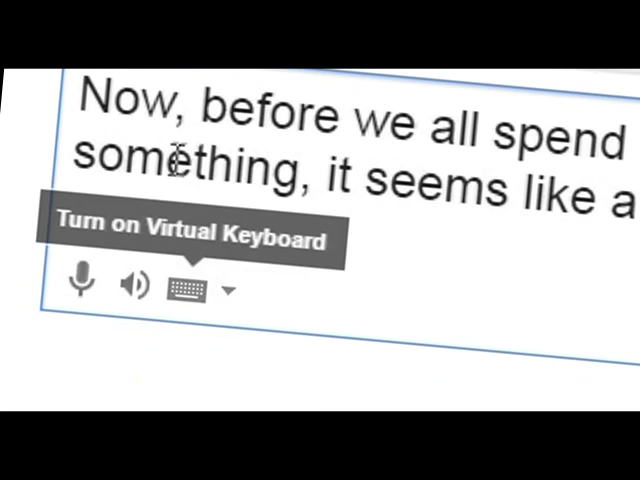 Now, before we all spend
something, it seems like a
Turn on Virtual Keyboard